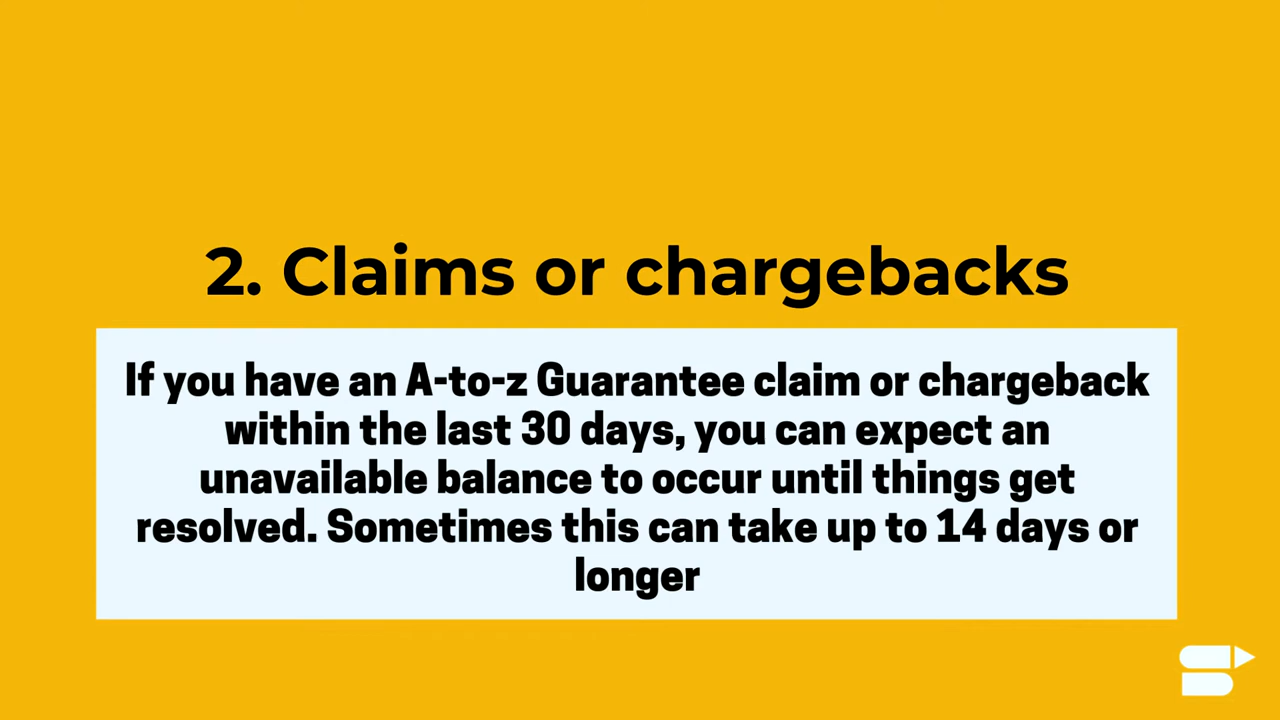 2. Claims or chargebacks
If you have an A-to-z Guarantee claim or chargeback
within the last 30 days, you can expect an
unavailable balance to occur until things get
resolved. Sometimes this can take up to 14 days or
longer